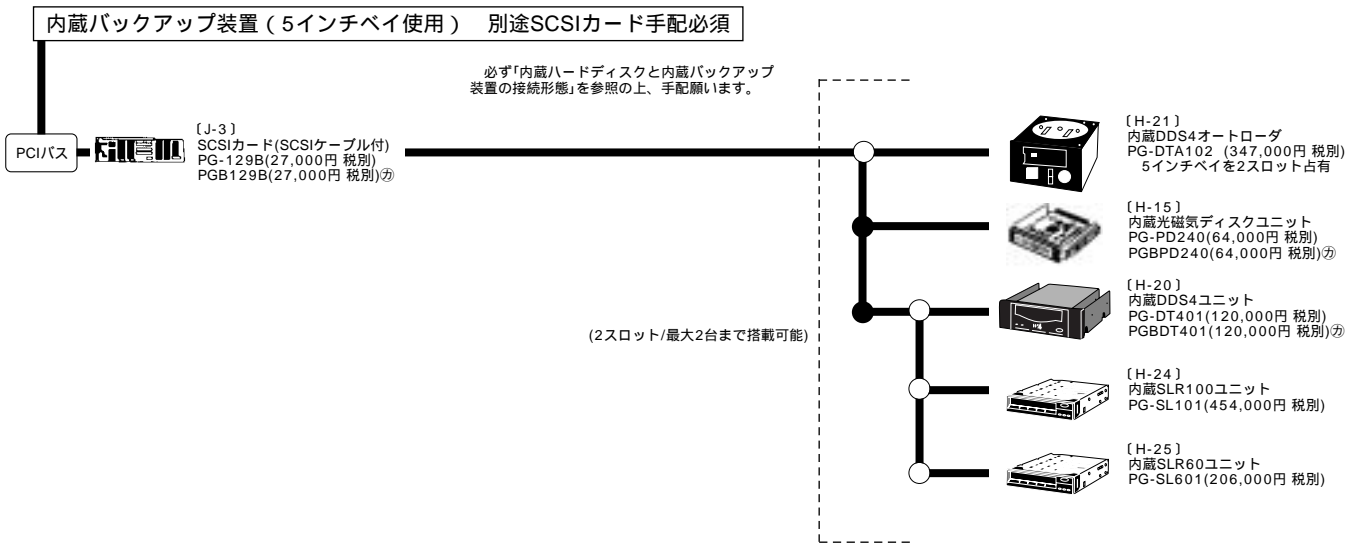 内蔵バックアップ装置(5インチベイ使用) 別途SCSIカード手配必須
必ず「内蔵ハードディスクと内蔵バックアップ
装置の接続形態」を参照の上、手配願います。
PCIバス
〔J-3〕
SCSIカード(SCSIケーブル付)
PG-129B(27,000円 税別)
PGB129B(27,000円 税別)㋕
(2スロット/最大2台まで搭載可能)
〔H-21〕
内蔵DDS4オートローダ
PG-DTA102 (347,000円 税別)
5インチベイを2スロット占有
〔H-15〕
内蔵光磁気ディスクユニット
PG-PD240(64,000円 税別)
PGBPD240(64,000円 税別)㋕
〔H-20〕
内蔵DDS4ユニット
PG-DT401(120,000円 税別)
PGBDT401(120,000円 税別)㋕
〔H-24〕
内蔵SLR100ユニット
PG-SL101(454,000円 税別)
〔H-25〕
内蔵SLR60ユニット
PG-SL601(206,000円 税別)